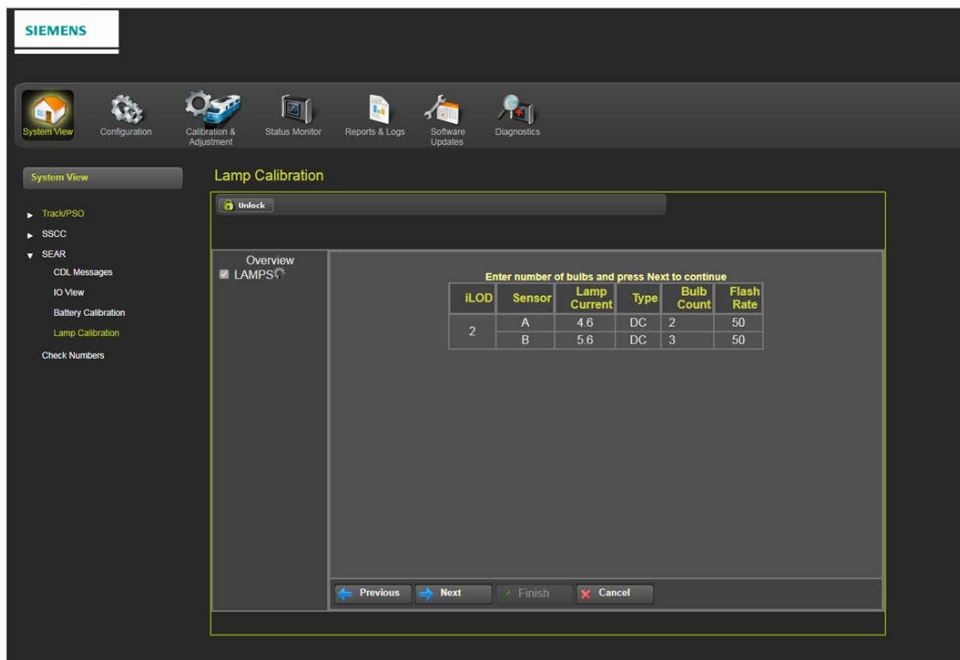 SIEMENS
System View
Configuration
Calibration &
Adjustment
Status Monitor
Reports & Logs
Software
Updates
Diagnostics
System View
Track/PSO
SSCC
SEAR
CDL Messages
IO View
Battery Calibration
Lamp Calibration
Check Numbers
Lamp Calibration
Unlock
Overview
LAMPS
Enter number of bulbs and press Next to continue
iLOD Sensor Lamp Current Type Bulb Count Flash Rate
2 A 4.6 DC 2 50
B 5.6 DC 3 50
Previous Next Finish Cancel